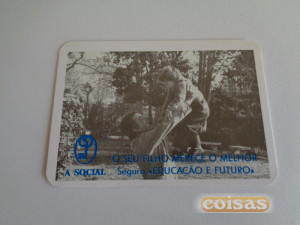 O SEU FILHO MERECE O MELHOR
A SOCIAL Seguro «EDUCAÇÃO E FUTURO»
coisas